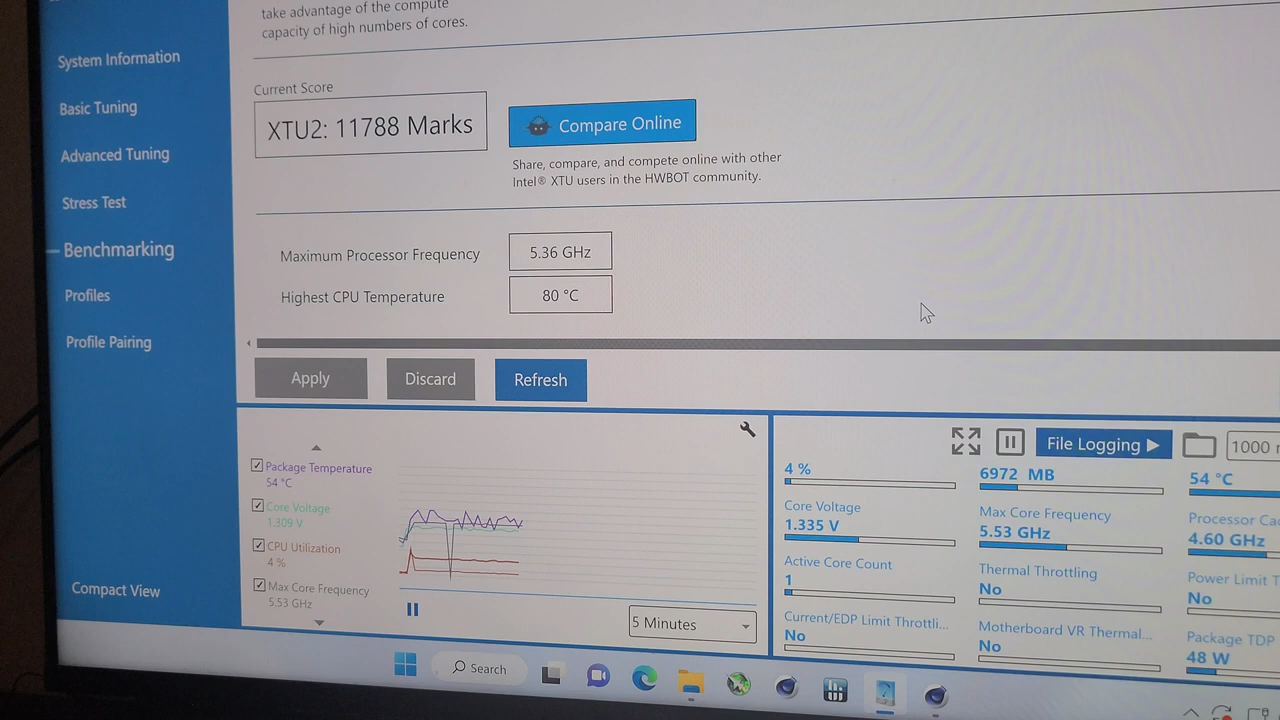 take advantage of the compute
capacity of high numbers of cores.
System Information
Basic Tuning
Advanced Tuning
Stress Test
Benchmarking
Profiles
Profile Pairing
Compact View
Current Score
XTU2: 11788 Marks
Compare Online
Share, compare, and compete online with other
Intel® XTU users in the HWBOT community.
Maximum Processor Frequency
5.36 GHz
Highest CPU Temperature
80 °C
Apply
Discard
Refresh
Package Temperature
54 °C
Core Voltage
1.309 V
CPU Utilization
4 %
Max Core Frequency
5.53 GHz
5 Minutes
File Logging
1000
4 %
6972 MB
54 °C
Core Voltage
1.335 V
Max Core Frequency
5.53 GHz
Processor Ca
4.60 GHz
Active Core Count
1
Thermal Throttling
No
Power Limit T
No
Current/EDP Limit Throttli...
No
Motherboard VR Thermal...
No
Package TDP
48 W
Search